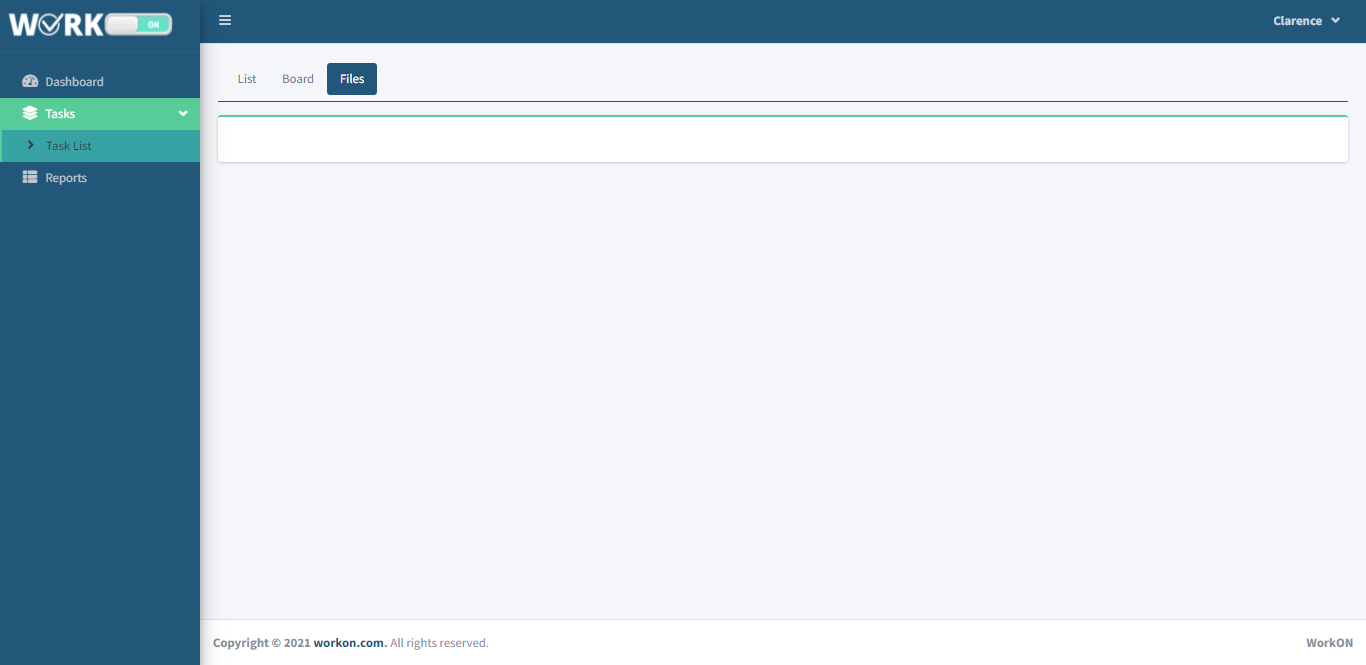 WORK ON
Clarence
Dashboard
Tasks
Task List
Reports
List Board Files
Copyright © 2021 workon.com. All rights reserved.
WorkON